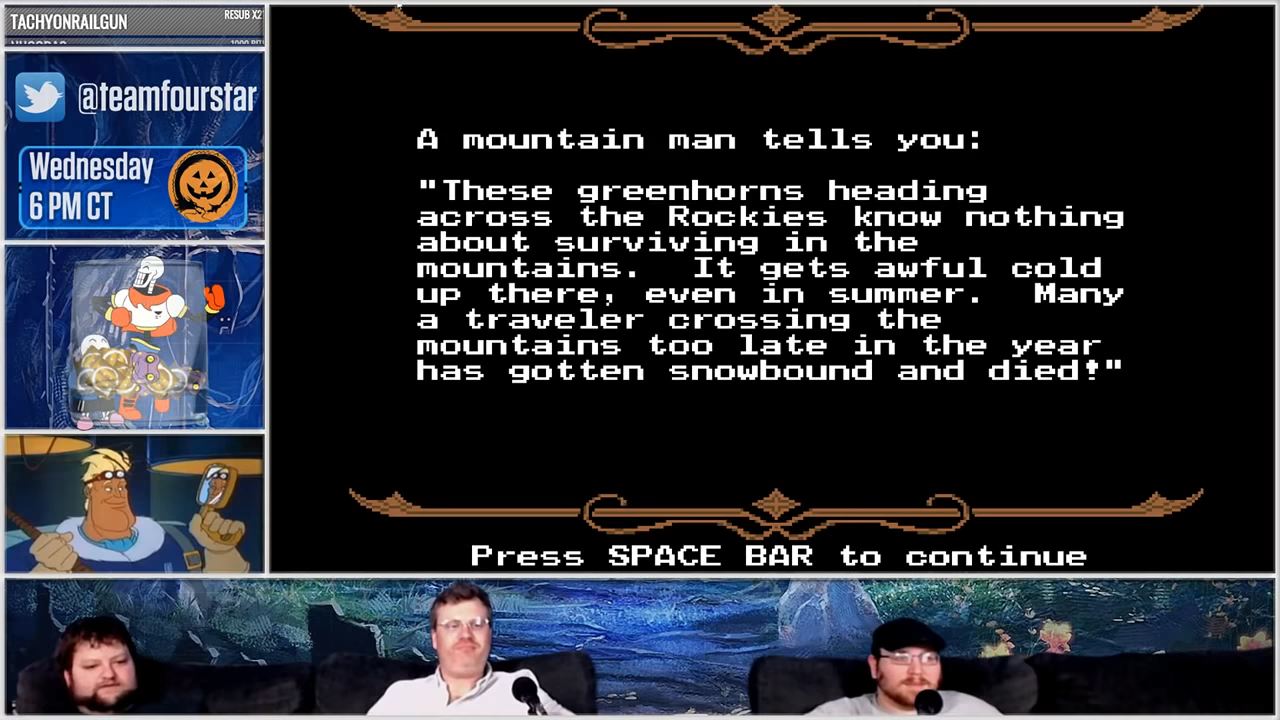 TACHYONRAILGUN
RESUB X2
@teamfourstar
Wednesday
6 PM CT
A mountain man tells you:
"These greenhorns heading
across the Rockies know nothing
about surviving in the
mountains.  It gets awful cold
up there, even in summer.  Many
a traveler crossing the
mountains too late in the year
has gotten snowbound and died!"
Press SPACE BAR to continue